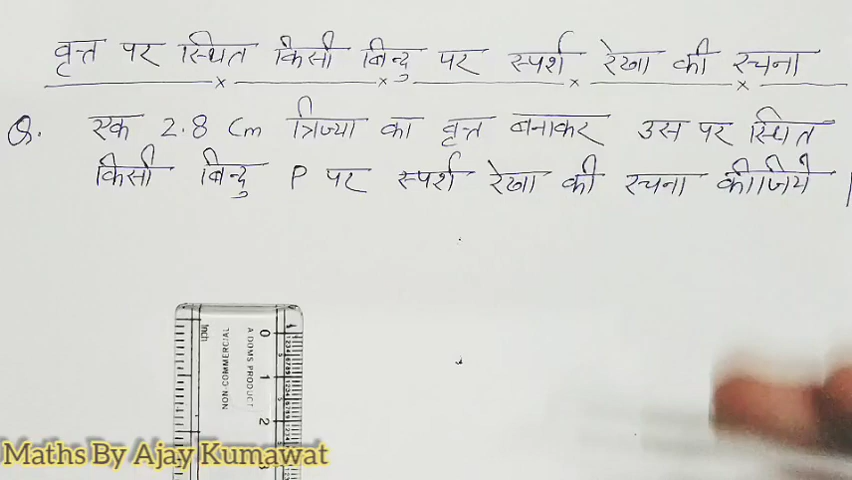 वृत्त पर स्थित किसी बिन्दु पर स्पर्श रेखा की रचना
Q. एक 2.8 Cm त्रिज्या का वृत्त बनाकर उस पर स्थित
किसी बिन्दु P पर स्पर्श रेखा की रचना कीजिये |
Inch
NON-COMMERCIAL
ADOMS PRODUCT
0
1
2
Maths By Ajay Kumawat